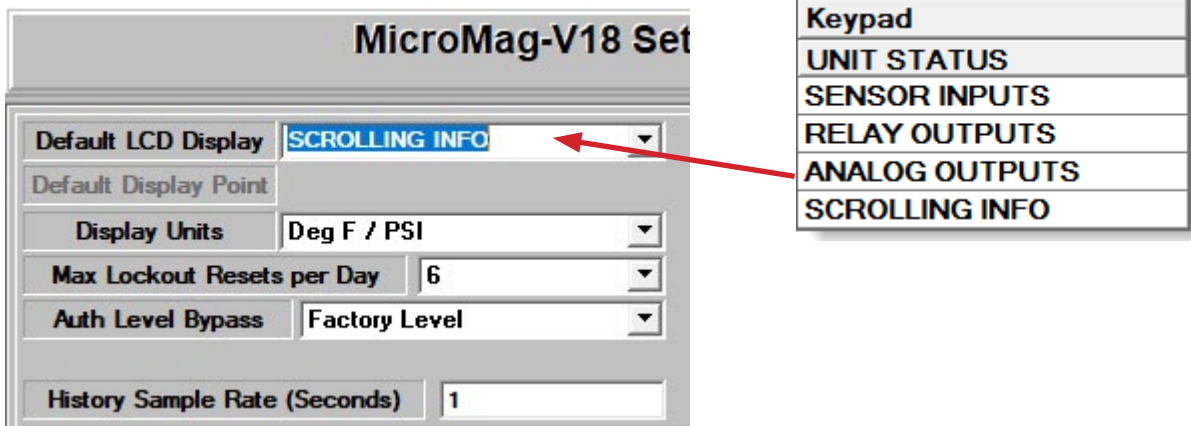 MicroMag-V18 Set
Default LCD Display SCROLLING INFO
Default Display Point
Display Units Deg F / PSI
Max Lockout Resets per Day 6
Auth Level Bypass Factory Level
History Sample Rate (Seconds) 1
Keypad
UNIT STATUS
SENSOR INPUTS
RELAY OUTPUTS
ANALOG OUTPUTS
SCROLLING INFO